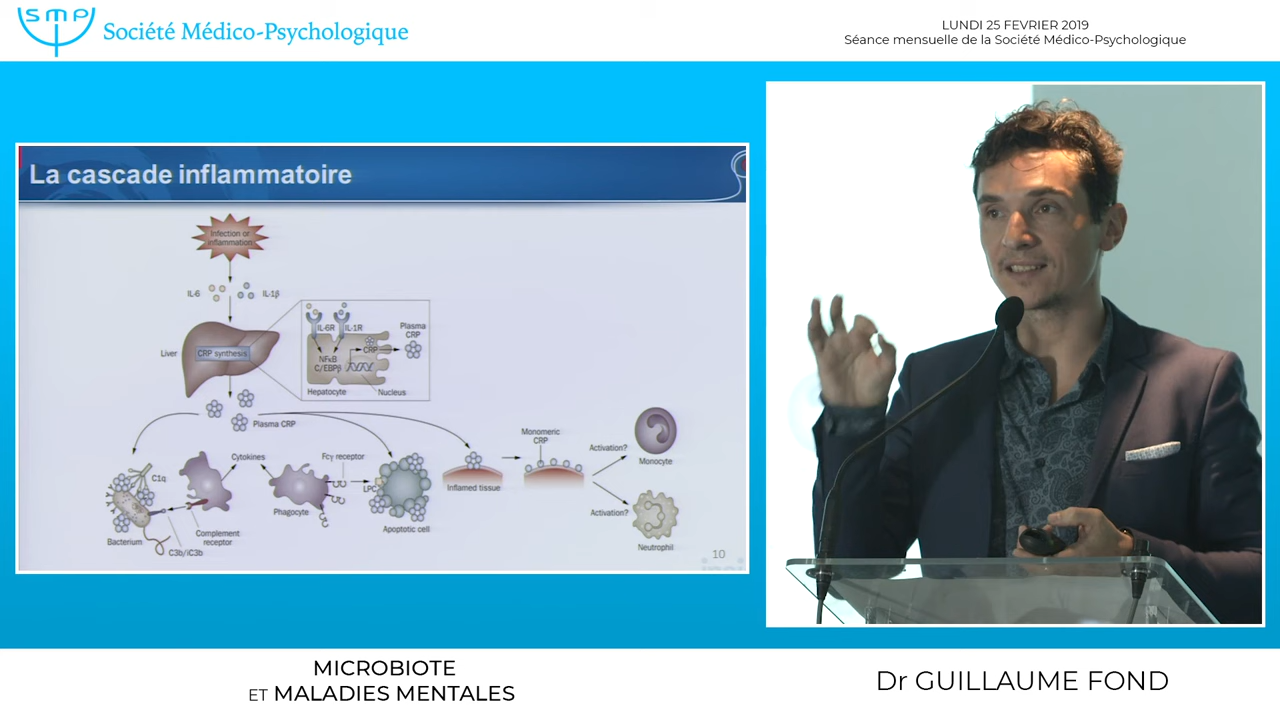 SMP
Société Médico-Psychologique
LUNDI 25 FEVRIER 2019
Séance mensuelle de la Société Médico-Psychologique
La cascade inflammatoire
Infection or
inflammation
IL-6
IL-1β
Liver
CRP synthesis
IL-6R
IL-1R
Plasma
CRP
CRP
NFκB
C/EBPβ
Hepatocyte
Nucleus
Plasma CRP
C1q
Cytokines
Fcγ receptor
LPC
Monomeric
CRP
Activation?
Monocyte
Inflamed tissue
Phagocyte
Activation?
Apoptotic cell
Bacterium
Complement
receptor
C3b/iC3b
Neutrophil
10
MICROBIOTE
ET MALADIES MENTALES
Dr GUILLAUME FOND